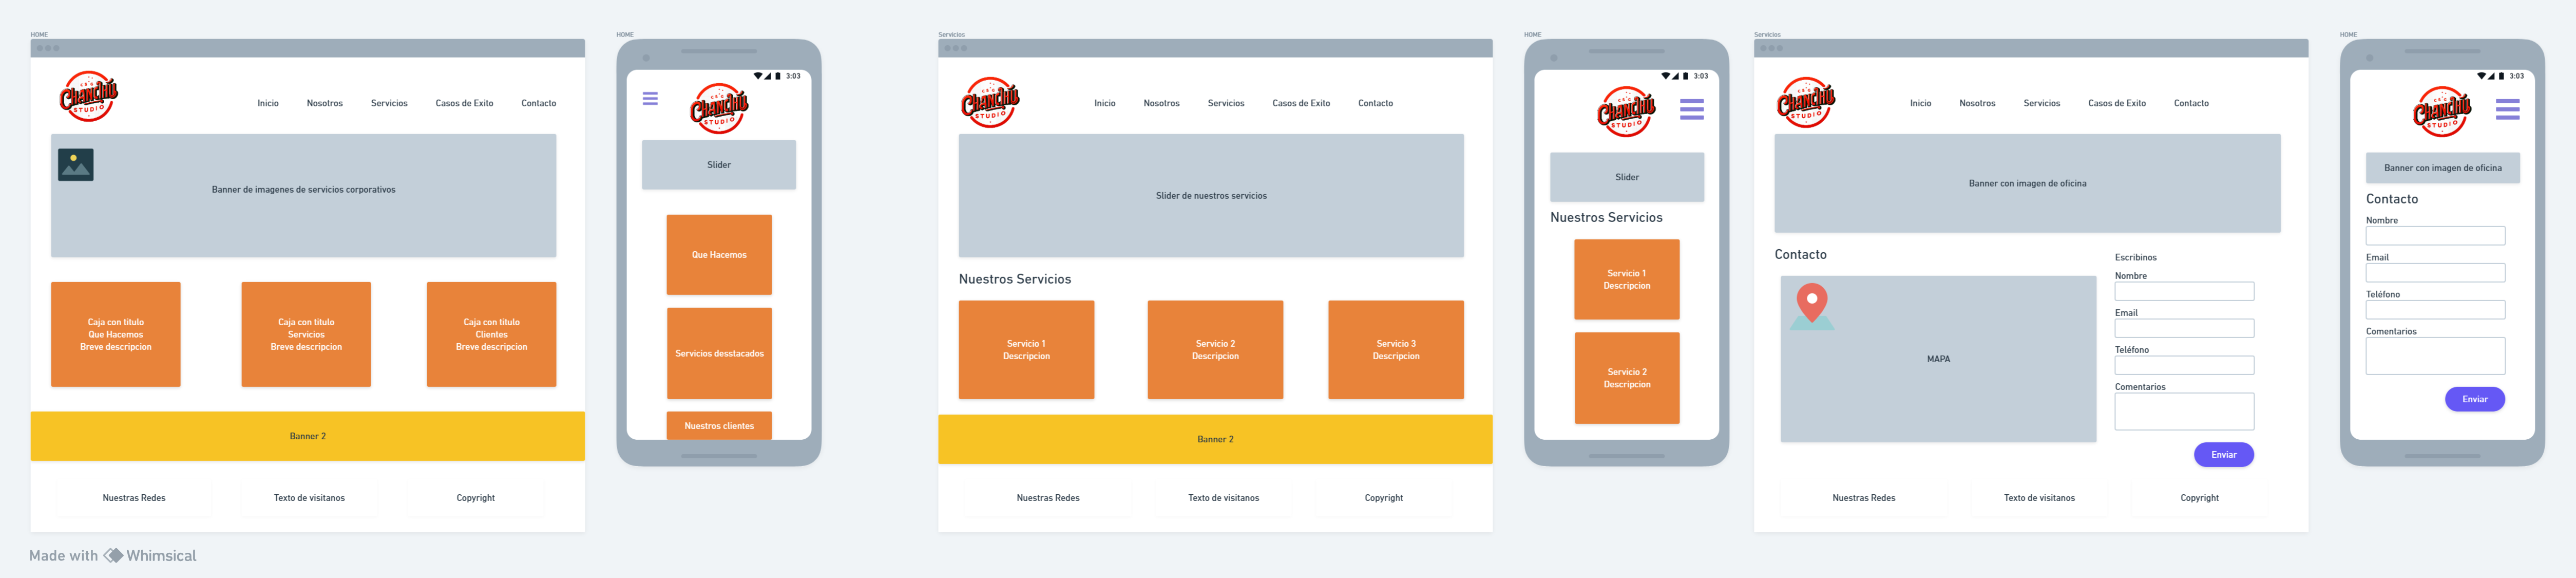 HOME
CS'G
Chanchü
STUDIO
Inicio
Nosotros
Servicios
Casos de Exito
Contacto
Banner de imagenes de servicios corporativos
Caja con titulo
Que Hacemos
Breve descripcion
Caja con titulo
Servicios
Breve descripcion
Caja con titulo
Clientes
Breve descripcion
Banner 2
Nuestras Redes
Texto de visitanos
Copyright
HOME
3:03
Chanchü
STUDIO
Slider
Que Hacemos
Servicios desstacados
Nuestros clientes
Servicios
Chanchü
STUDIO
Inicio
Nosotros
Servicios
Casos de Exito
Contacto
Slider de nuestros servicios
Nuestros Servicios
Servicio 1
Descripcion
Servicio 2
Descripcion
Servicio 3
Descripcion
Banner 2
Nuestras Redes
Texto de visitanos
Copyright
HOME
3:03
Chanchü
STUDIO
Slider
Nuestros Servicios
Servicio 1
Descripcion
Servicio 2
Descripcion
Servicios
Chanchü
STUDIO
Inicio
Nosotros
Servicios
Casos de Exito
Contacto
Banner con imagen de oficina
Contacto
MAPA
Escribinos
Nombre
Email
Teléfono
Comentarios
Enviar
Nuestras Redes
Texto de visitanos
Copyright
HOME
3:03
Chanchü
STUDIO
Banner con imagen de oficina
Contacto
Nombre
Email
Teléfono
Comentarios
Enviar
Made with Whimsical